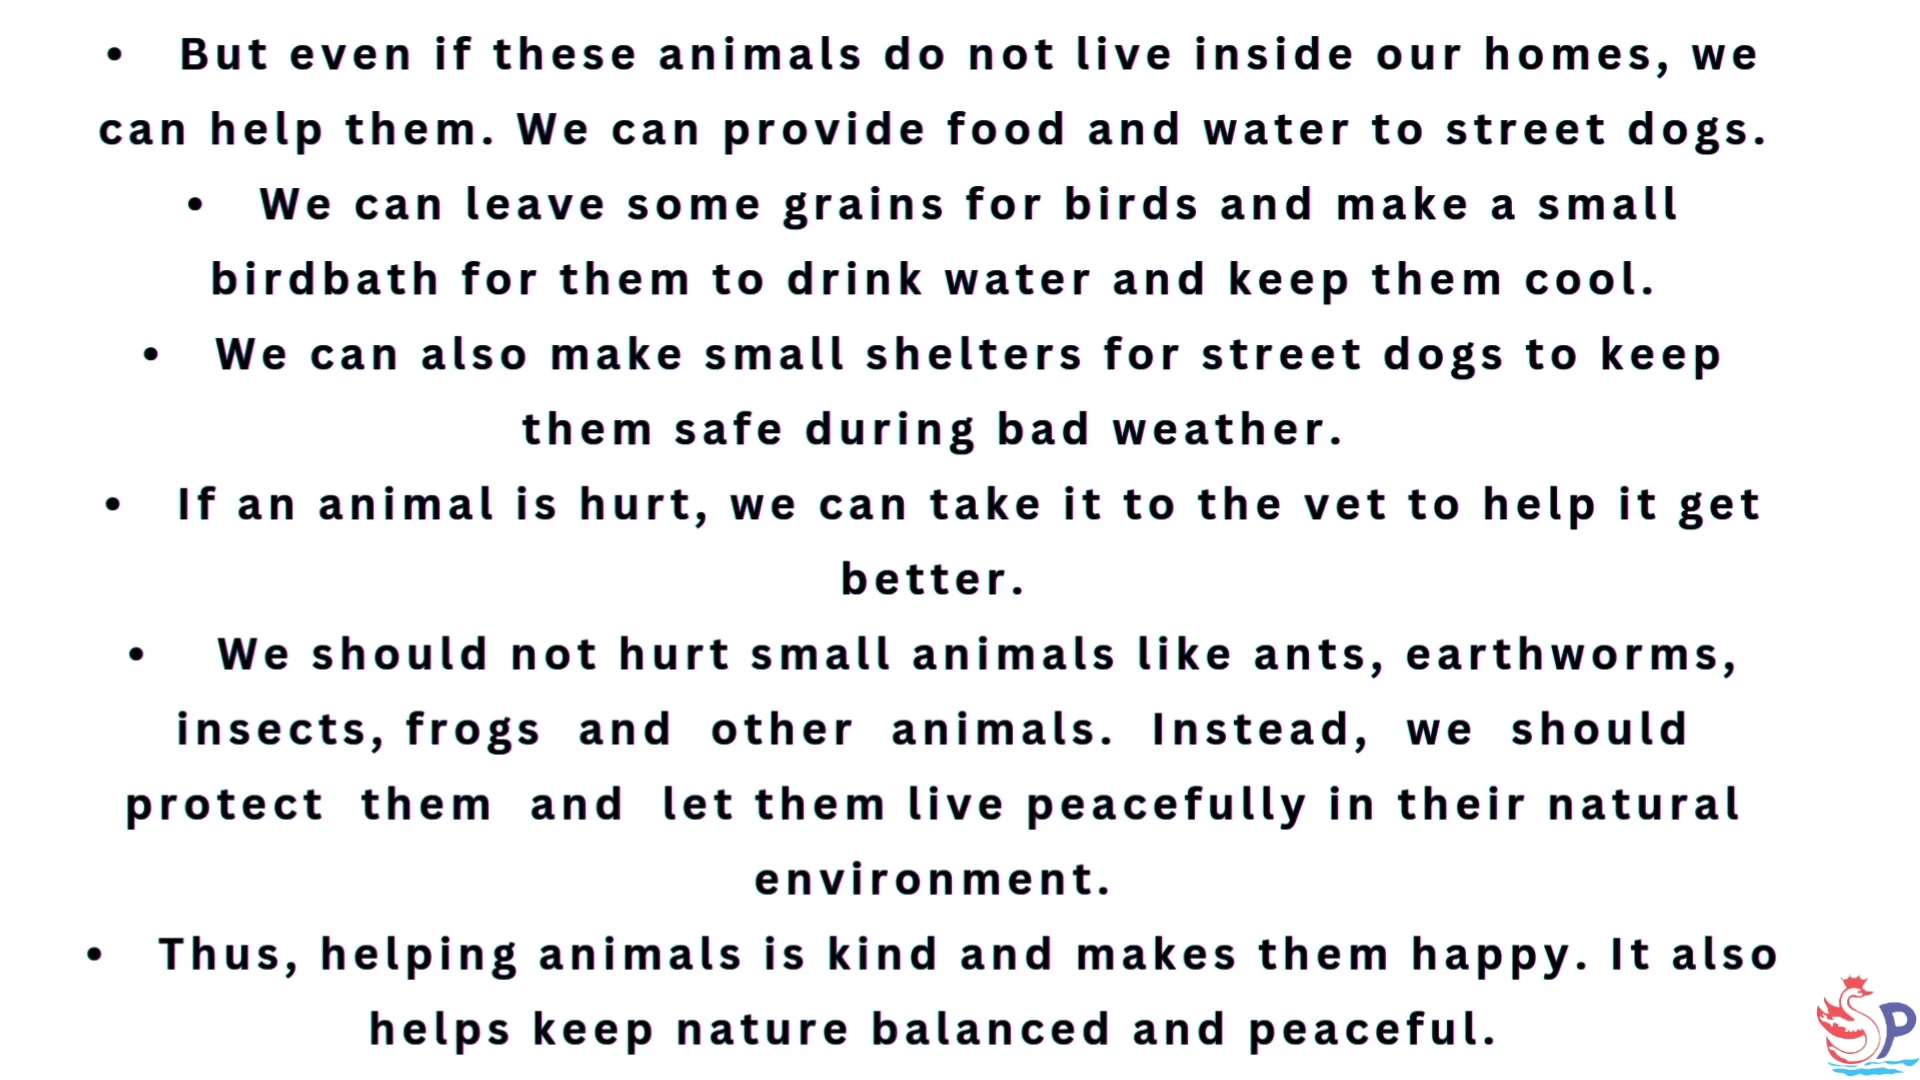 • But even if these animals do not live inside our homes, we
can help them. We can provide food and water to street dogs.
• We can leave some grains for birds and make a small
birdbath for them to drink water and keep them cool.
• We can also make small shelters for street dogs to keep
them safe during bad weather.
• If an animal is hurt, we can take it to the vet to help it get
better.
• We should not hurt small animals like ants, earthworms,
insects, frogs and other animals. Instead, we should
protect them and let them live peacefully in their natural
environment.
• Thus, helping animals is kind and makes them happy. It also
helps keep nature balanced and peaceful.
SP